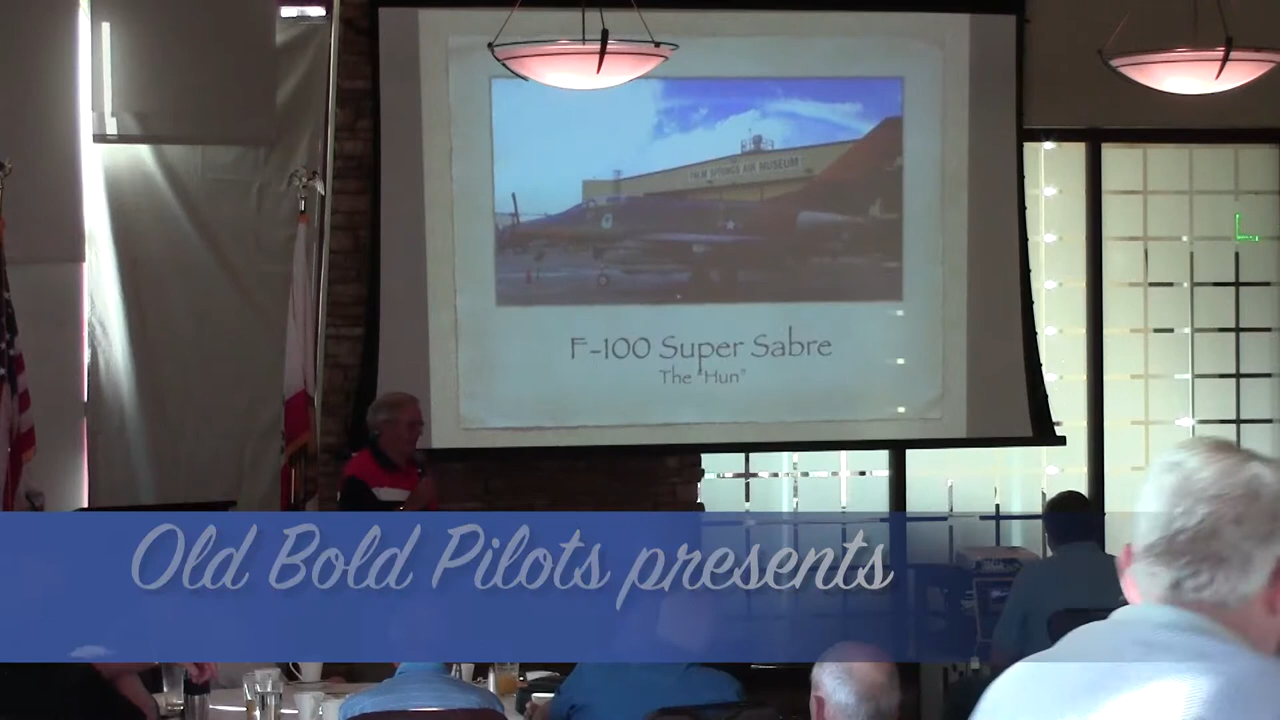 PALM SPRINGS AIR MUSEUM
F-100 Super Sabre
The "Hun"
Old Bold Pilots presents